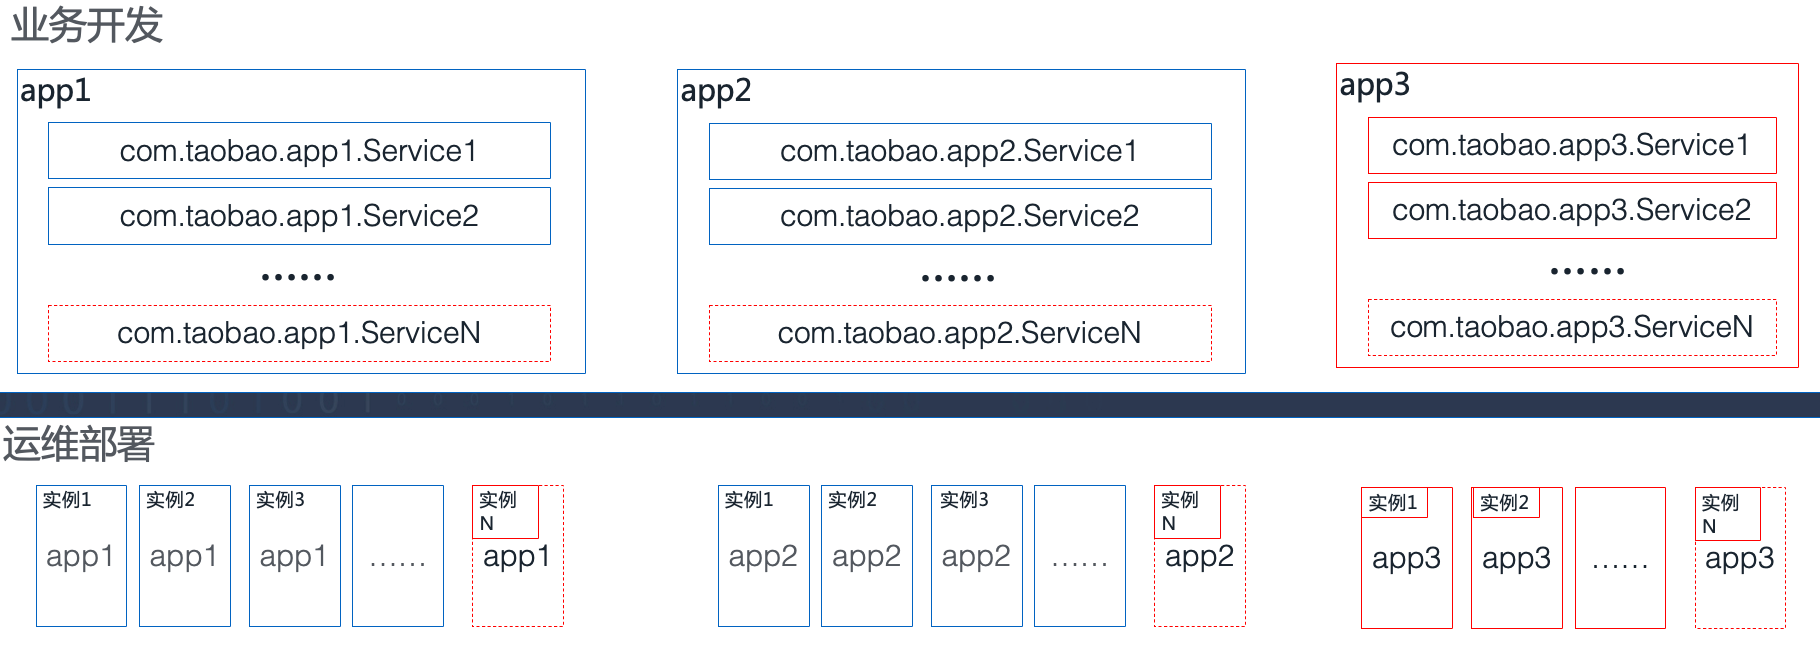 业务开发
app1
com.taobao.app1.Service1
com.taobao.app1.Service2
······
com.taobao.app1.ServiceN
app2
com.taobao.app2.Service1
com.taobao.app2.Service2
······
com.taobao.app2.ServiceN
app3
com.taobao.app3.Service1
com.taobao.app3.Service2
······
com.taobao.app3.ServiceN
运维部署
实例1
app1
实例2
app1
实例3
app1
……
实例
N
app1
实例1
app2
实例2
app2
实例3
app2
……
实例
N
app2
实例1
app3
实例2
app3
……
实例
N
app3